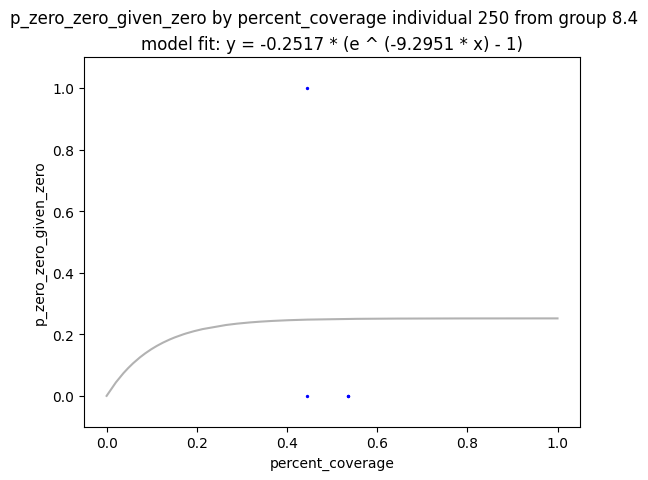 p_zero_zero_given_zero by percent_coverage individual 250 from group 8.4
model fit: y = -0.2517 * (e ^ (-9.2951 * x) - 1)
1.0
0.8
0.6
0.4
0.2
0.0
p_zero_zero_given_zero
0.0 0.2 0.4 0.6 0.8 1.0
percent_coverage